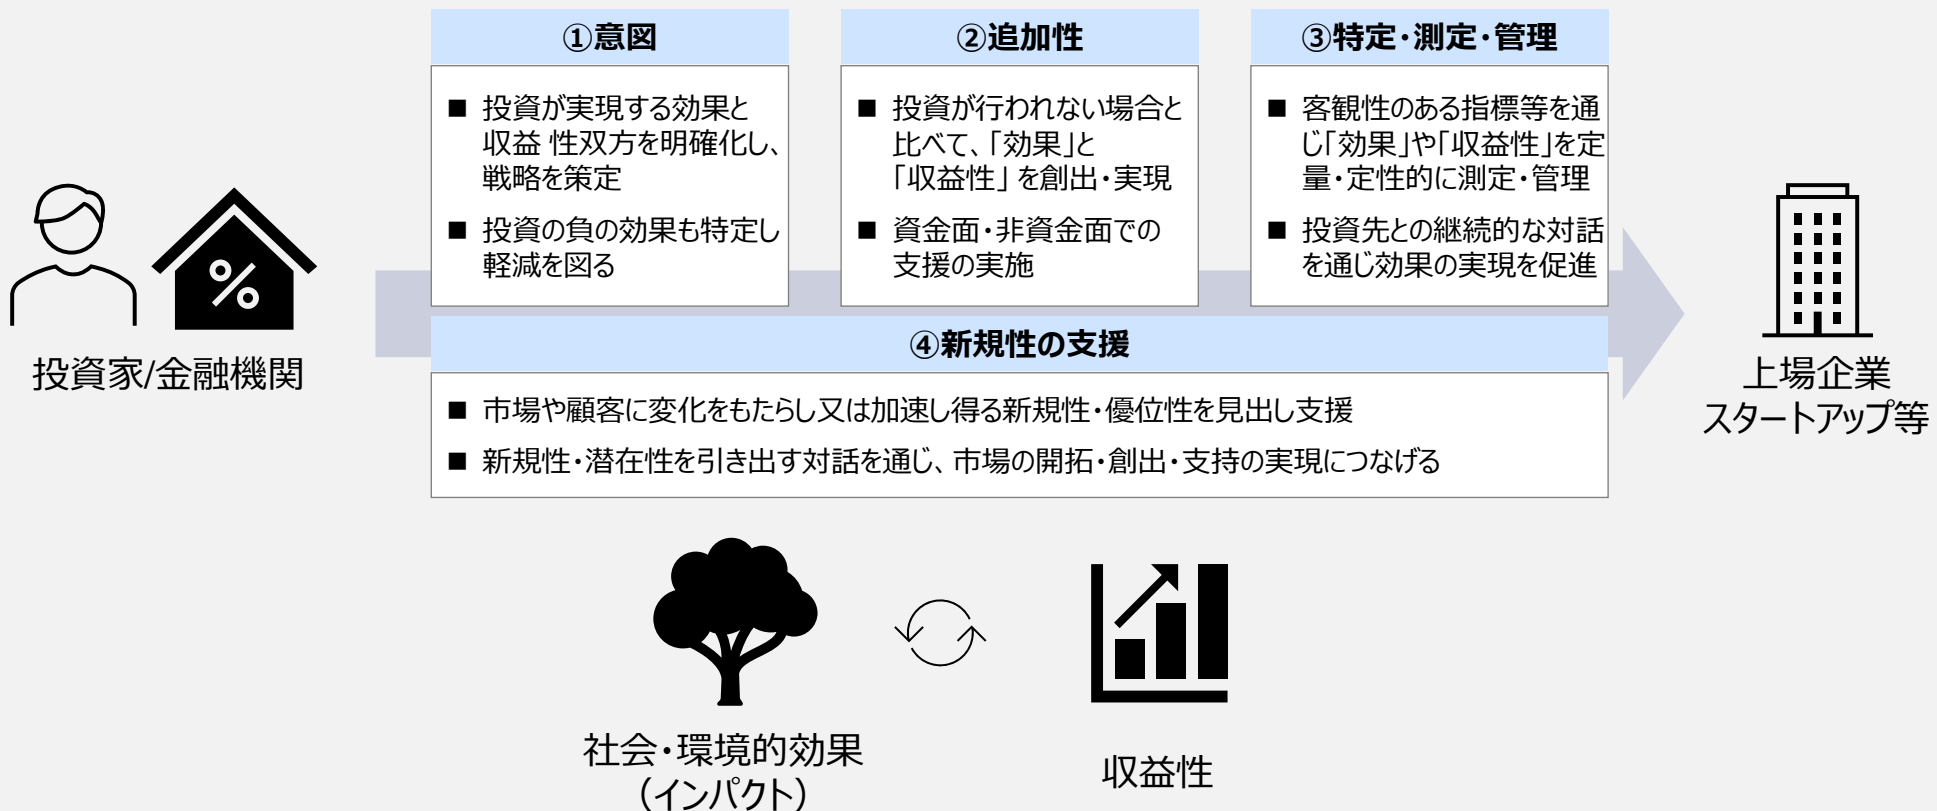 ①意図
■ 投資が実現する効果と
収益 性双方を明確化し、
戦略を策定
■ 投資の負の効果も特定し
軽減を図る
②追加性
■ 投資が行われない場合と
比べて、「効果」と
「収益性」 を創出・実現
■ 資金面・非資金面での
支援の実施
③特定・測定・管理
■ 客観性のある指標等を通
じ「効果」や「収益性」を定
量・定性的に測定・管理
■ 投資先との継続的な対話
を通じ効果の実現を促進
%
投資家/金融機関
④新規性の支援
■ 市場や顧客に変化をもたらし又は加速し得る新規性・優位性を見出し支援
■ 新規性・潜在性を引き出す対話を通じ、市場の開拓・創出・支持の実現につなげる
上場企業
スタートアップ等
社会・環境的効果
（インパクト）
収益性